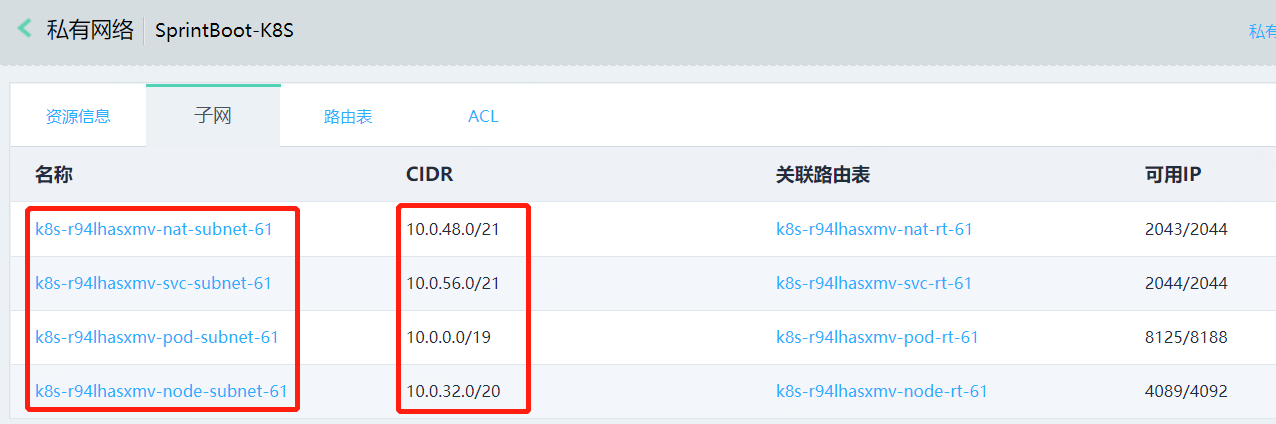 私有网络 SprintBoot-K8S 私有
资源信息 子网 路由表 ACL
名称 CIDR 关联路由表 可用IP
k8s-r94lhasxmv-nat-subnet-61 10.0.48.0/21 k8s-r94lhasxmv-nat-rt-61 2043/2044
k8s-r94lhasxmv-svc-subnet-61 10.0.56.0/21 k8s-r94lhasxmv-svc-rt-61 2044/2044
k8s-r94lhasxmv-pod-subnet-61 10.0.0.0/19 k8s-r94lhasxmv-pod-rt-61 8125/8188
k8s-r94lhasxmv-node-subnet-61 10.0.32.0/20 k8s-r94lhasxmv-node-rt-61 4089/4092